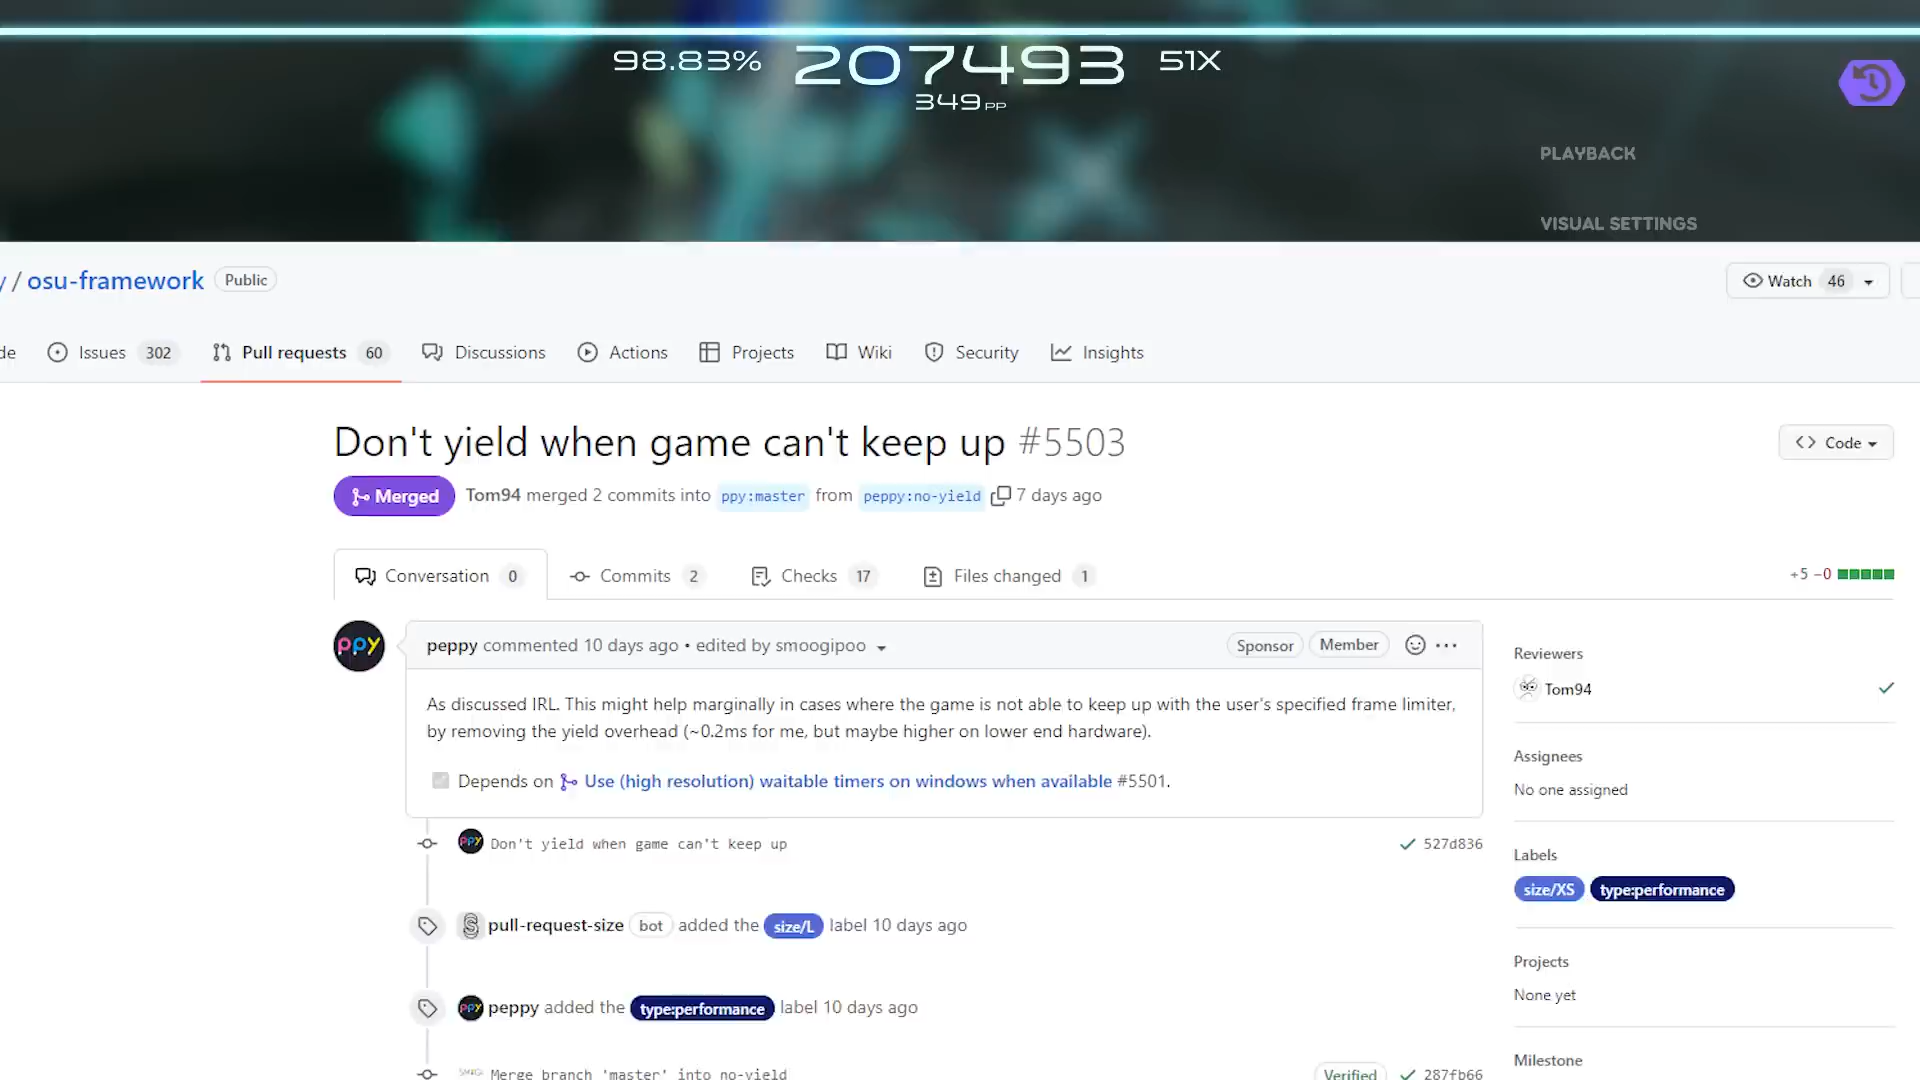 98.83% 207493 51X
349 PP
PLAYBACK
VISUAL SETTINGS
/ osu-framework Public
Watch 46
Issues 302 Pull requests 60 Discussions Actions Projects Wiki Security Insights
Don't yield when game can't keep up #5503
Code
Merged Tom94 merged 2 commits into ppy:master from peppy:no-yield 7 days ago
Conversation 0 Commits 2 Checks 17 Files changed 1
+5 −0
ppy
peppy commented 10 days ago • edited by smoogipoo Sponsor Member
As discussed IRL. This might help marginally in cases where the game is not able to keep up with the user's specified frame limiter,
by removing the yield overhead (~0.2ms for me, but maybe higher on lower end hardware).
Depends on Use (high resolution) waitable timers on windows when available #5501.
ppy Don't yield when game can't keep up 527d836
pull-request-size bot added the size/L label 10 days ago
ppy peppy added the type:performance label 10 days ago
Merge branch 'master' into no-yield Verified 287fb66
Reviewers
Tom94
Assignees
No one assigned
Labels
size/XS type:performance
Projects
None yet
Milestone